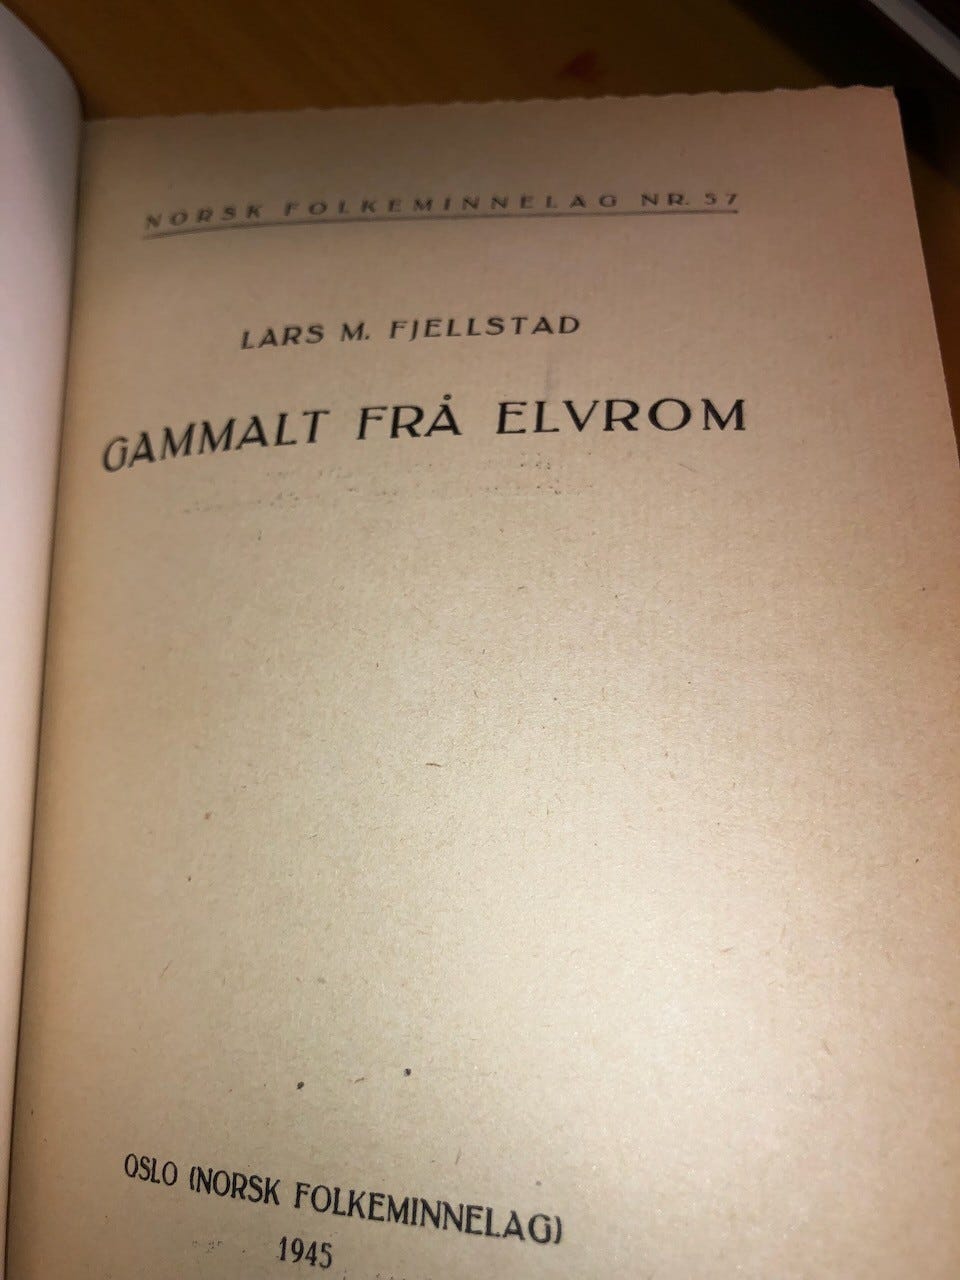 NORSK FOLKEMINNELAG NR. 57
LARS M. FJELLSTAD
GAMMALT FRÅ ELVROM
OSLO (NORSK FOLKEMINNELAG)
1945